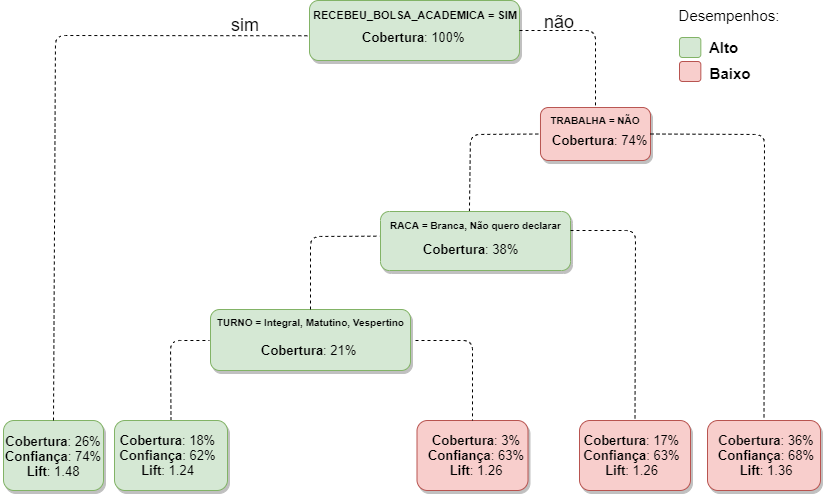 sim
RECEBEU_BOLSA_ACADEMICA = SIM
Cobertura: 100%
não
Desempenhos:
Alto
Baixo
TRABALHA = NÃO
Cobertura: 74%
RACA = Branca, Não quero declarar
Cobertura: 38%
TURNO = Integral, Matutino, Vespertino
Cobertura: 21%
Cobertura: 26%
Confiança: 74%
Lift: 1.48
Cobertura: 18%
Confiança: 62%
Lift: 1.24
Cobertura: 3%
Confiança: 63%
Lift: 1.26
Cobertura: 17%
Confiança: 63%
Lift: 1.26
Cobertura: 36%
Confiança: 68%
Lift: 1.36